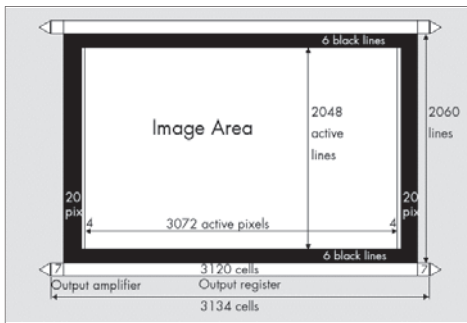 6 black lines
2048
active
lines
2060
lines
Image Area
20
pix
20
pix
4
3072 active pixels
4
6 black lines
7
3120 cells
7
Output amplifier
Output register
3134 cells